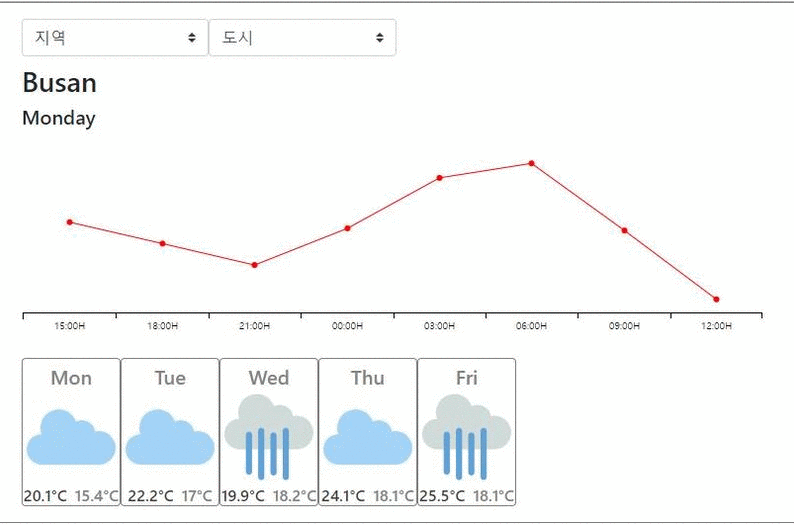 지역 도시
Busan
Monday
15:00H 18:00H 21:00H 00:00H 03:00H 06:00H 09:00H 12:00H
Mon Tue Wed Thu Fri
20.1°C 15.4°C 22.2°C 17°C 19.9°C 18.2°C 24.1°C 18.1°C 25.5°C 18.1°C